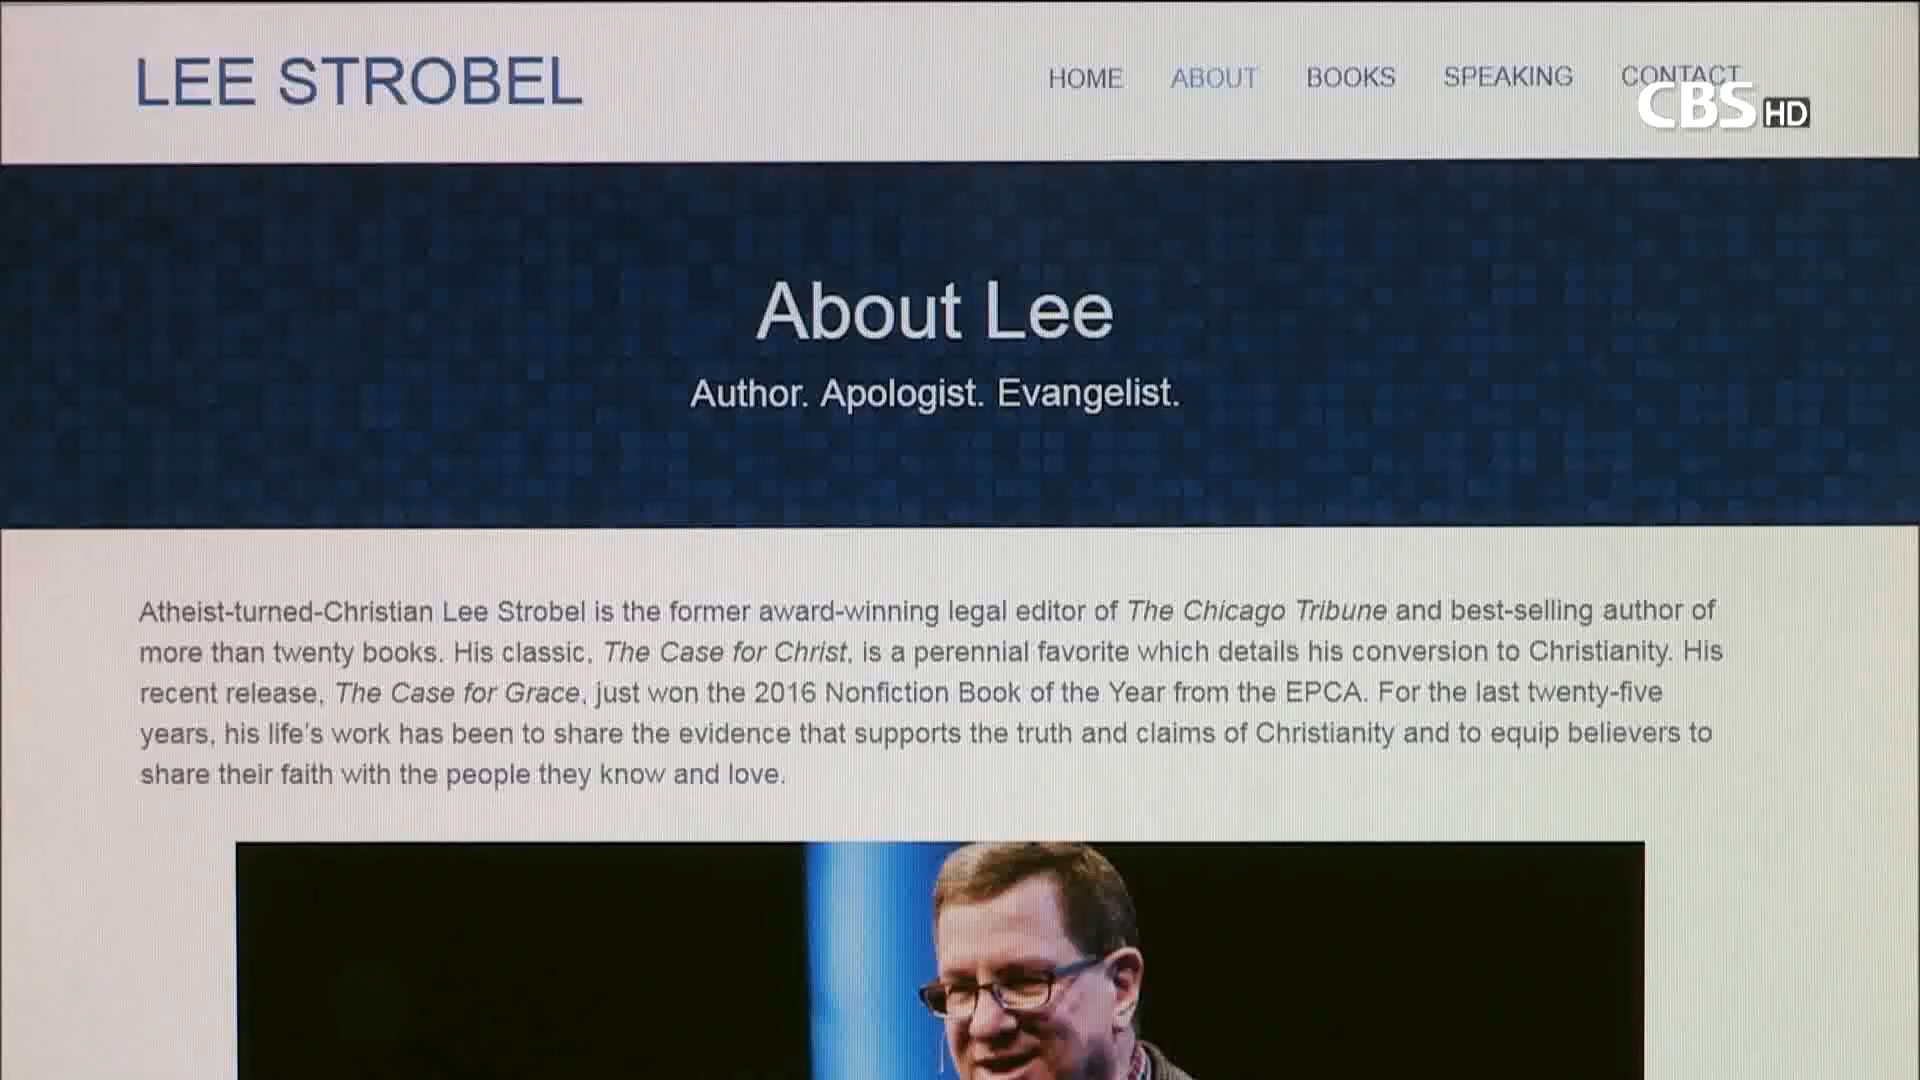 LEE STROBEL
HOME ABOUT BOOKS SPEAKING CONTACT
CBS HD
About Lee
Author. Apologist. Evangelist.
Atheist-turned-Christian Lee Strobel is the former award-winning legal editor of The Chicago Tribune and best-selling author of
more than twenty books. His classic, The Case for Christ, is a perennial favorite which details his conversion to Christianity. His
recent release, The Case for Grace, just won the 2016 Nonfiction Book of the Year from the EPCA. For the last twenty-five
years, his life's work has been to share the evidence that supports the truth and claims of Christianity and to equip believers to
share their faith with the people they know and love.